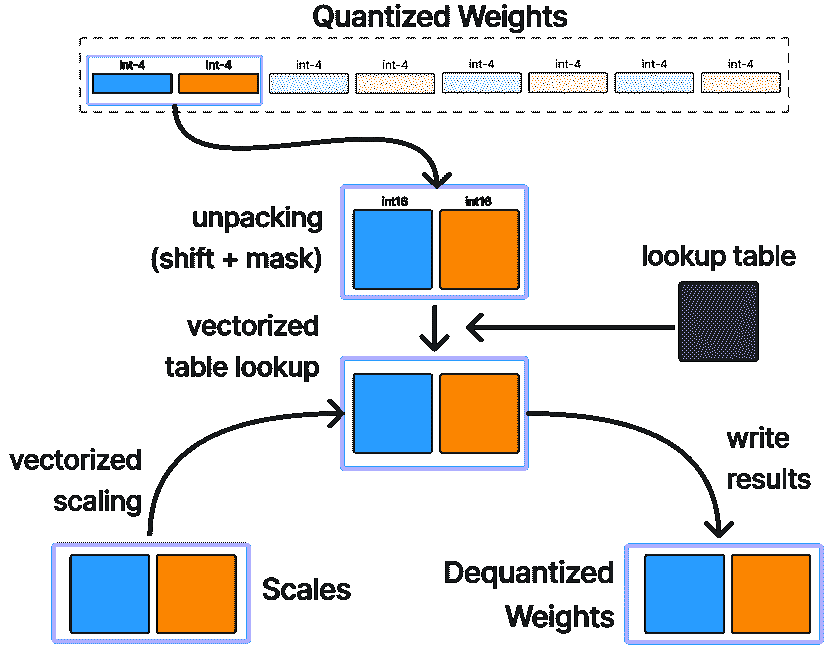 Quantized Weights
int-4 int-4 int-4 int-4 int-4 int-4 int-4 int-4
int16 int16
unpacking
(shift + mask)
lookup table
vectorized
table lookup
vectorized
scaling
write
results
Scales
Dequantized
Weights